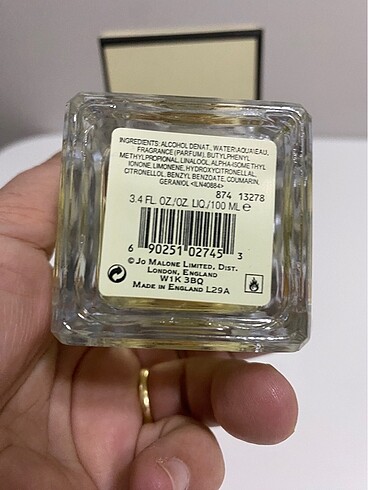 INGREDIENTS: ALCOHOL DENAT., WATER\AQUA\EAU,
FRAGRANCE (PARFUM), BUTYLPHENYL
METHYLPROPIONAL, LINALOOL, ALPHA-ISOMETHYL
IONONE, LIMONENE, HYDROXYCITRONELLAL,
CITRONELLOL, BENZYL BENZOATE, COUMARIN,
GERANIOL <ILN40884>
874 13278
3.4 FL. OZ./OZ. LIQ./100 ML e
6 90251 02745 3
© JO MALONE LIMITED, DIST.
LONDON, ENGLAND
W1K 3BQ
MADE IN ENGLAND L29A